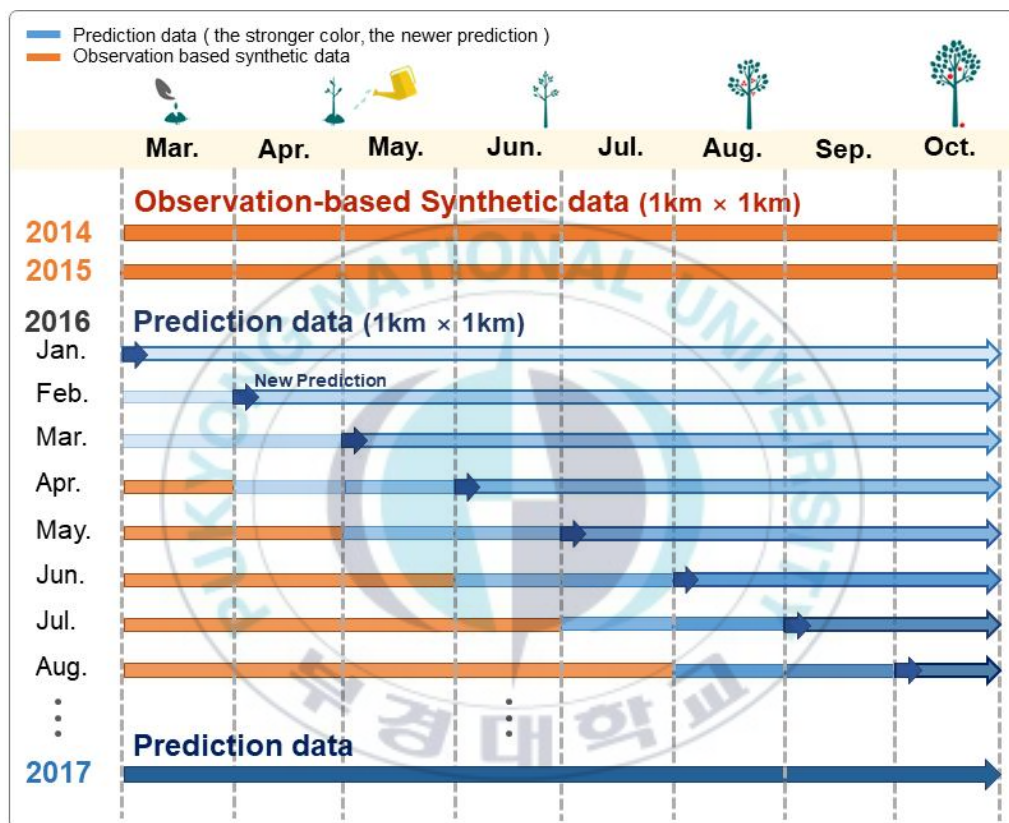 Prediction data ( the stronger color, the newer prediction )
Observation based synthetic data
Mar. Apr. May. Jun. Jul. Aug. Sep. Oct.
Observation-based Synthetic data (1km × 1km)
2014
2015
2016 Prediction data (1km × 1km)
Jan.
Feb. New Prediction
Mar.
Apr.
May.
Jun.
Jul.
Aug.
Prediction data
2017
PUKYONG NATIONAL UNIVERSITY
부경대학교